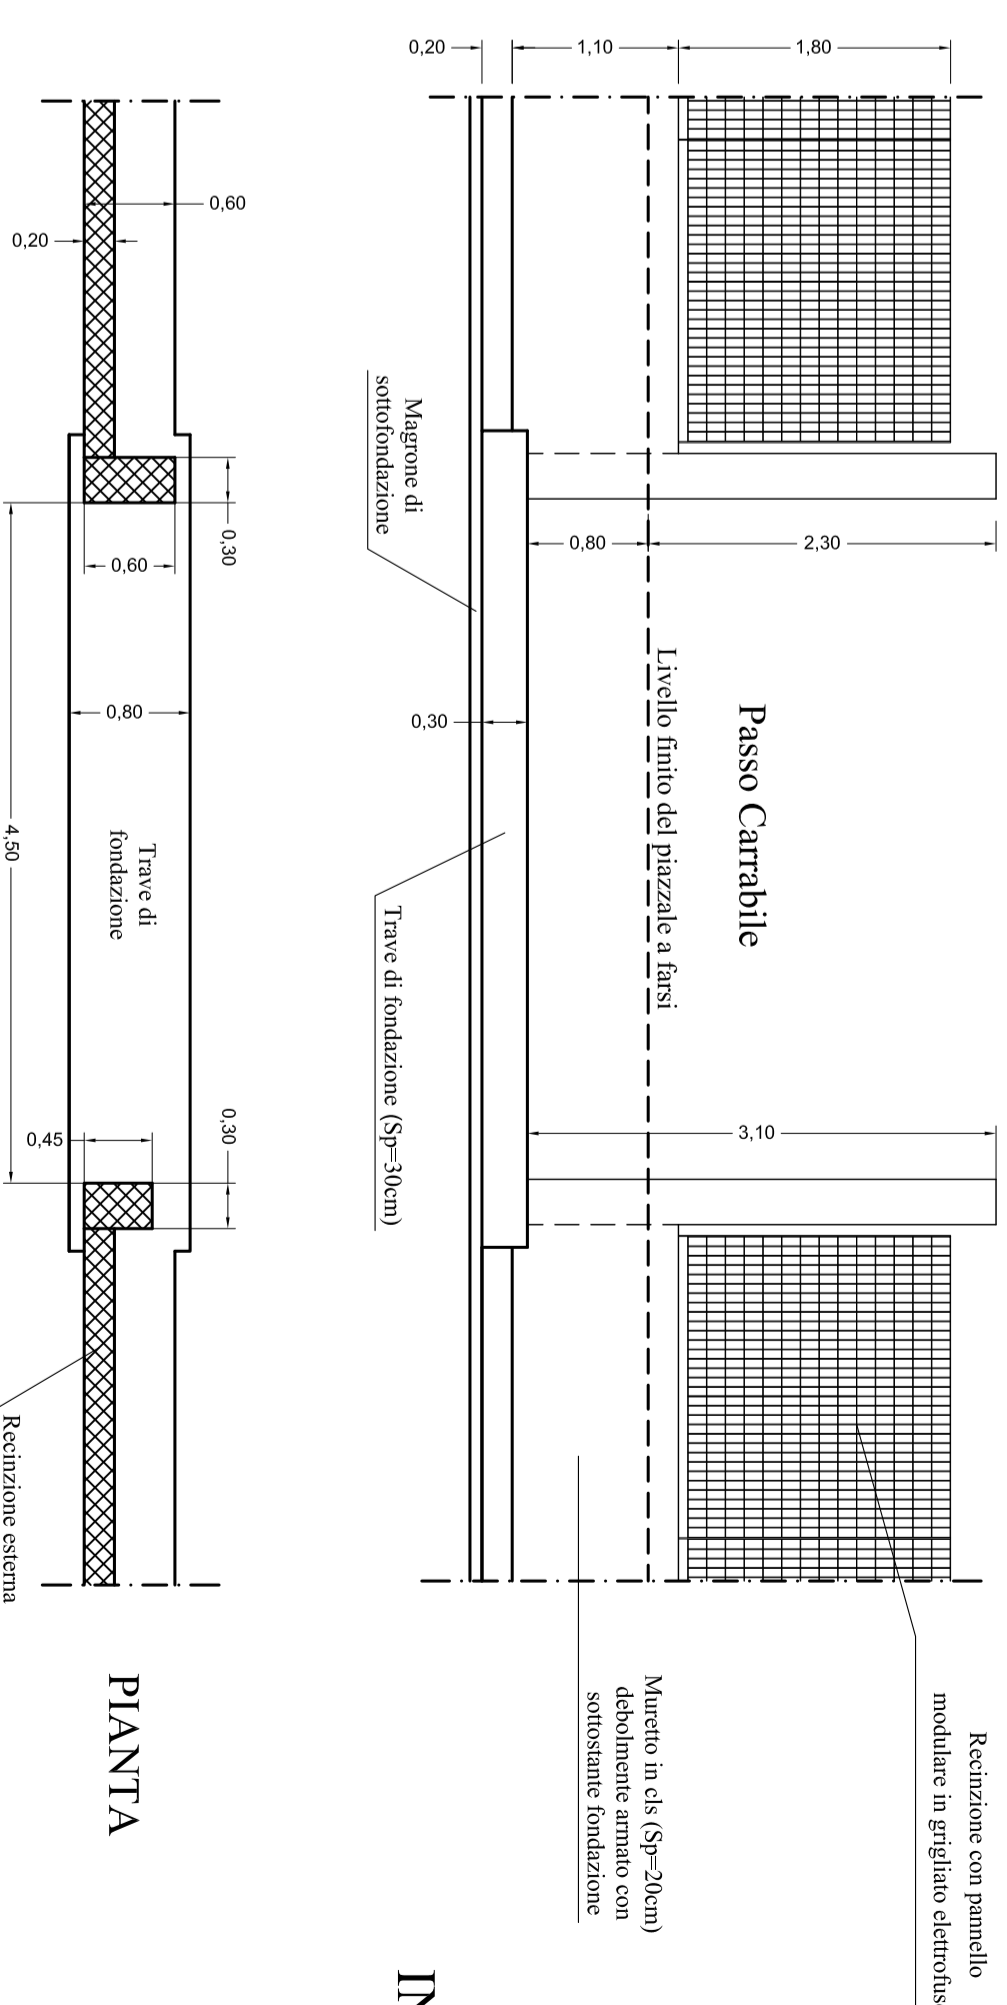 Recinzione con pannello
modulare in grigliato elettrofus
1,80
1,10
0,20
2,30
0,80
Passo Carrabile
Livello finito del piazzale a farsi
3,10
0,30
Magrone di
sottofondazione
Trave di fondazione (Sp=30cm)
Muretto in cls (Sp=20cm)
debolmente armato con
sottostante fondazione
IN
0,60
0,20
0,30
0,60
0,80
Trave di
fondazione
0,30
0,45
4,50
Recinzione esterna
PIANTA